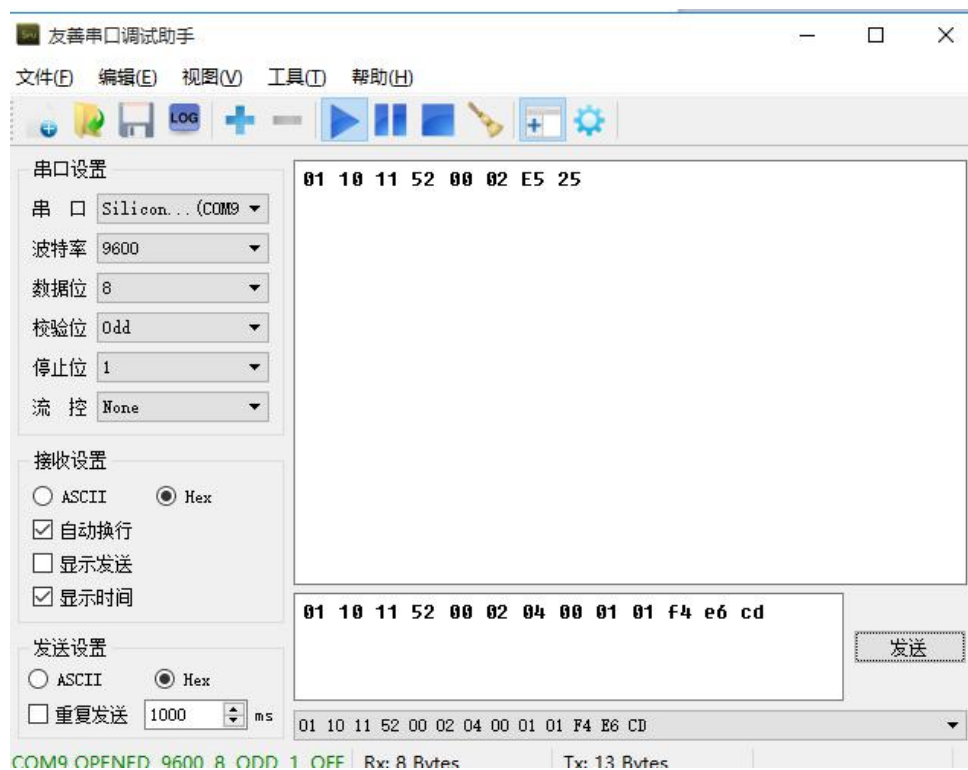 友善串口调试助手
文件(F) 编辑(E) 视图(V) 工具(T) 帮助(H)
LOG
串口设置
串 口 Silicon...(COM9
波特率 9600
数据位 8
校验位 Odd
停止位 1
流 控 None
接收设置
ASCII Hex
自动换行
显示发送
显示时间
发送设置
ASCII Hex
重复发送 1000 ms
01 10 11 52 00 02 E5 25
01 10 11 52 00 02 04 00 01 01 f4 e6 cd
发送
01 10 11 52 00 02 04 00 01 01 F4 E6 CD
COM9 OPENED, 9600, 8, ODD, 1, OFF Rx: 8 Bytes Tx: 13 Bytes